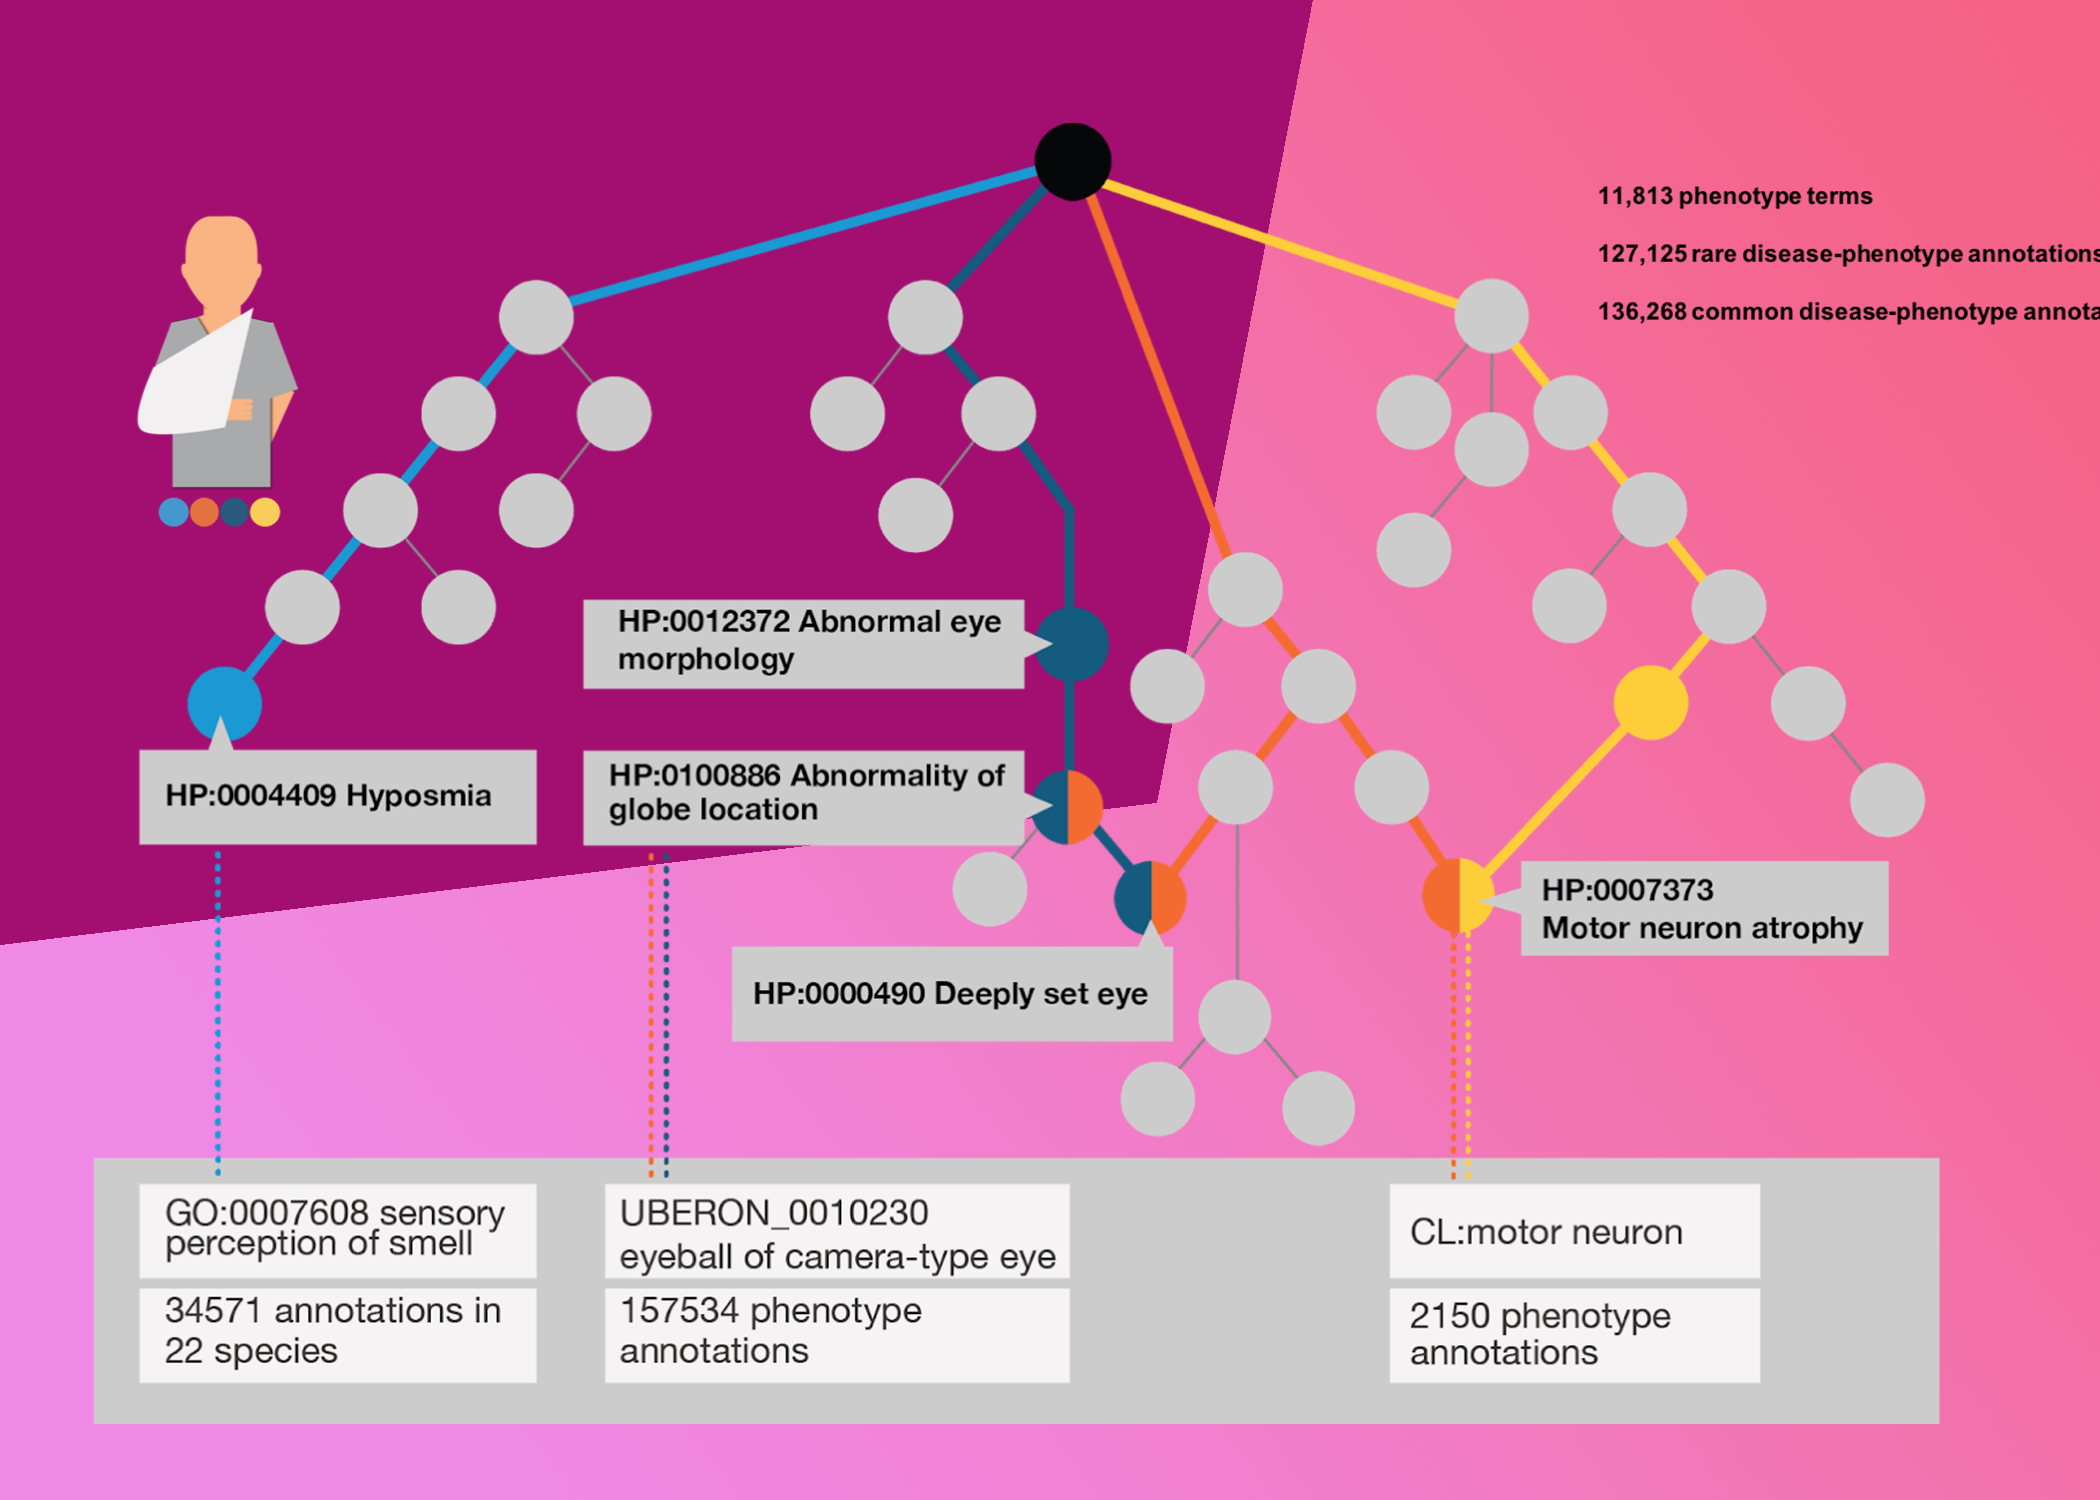 11,813 phenotype terms
127,125 rare disease-phenotype annotations
136,268 common disease-phenotype
HP:0012372 Abnormal eye
morphology
HP:0004409 Hyposmia
HP:0100886 Abnormality of
globe location
HP:0007373
Motor neuron atrophy
HP:0000490 Deeply set eye
GO:0007608 sensory
perception of smell
34571 annotations in
22 species
UBERON_0010230
eyeball of camera-type eye
157534 phenotype
annotations
CL:motor neuron
2150 phenotype
annotations